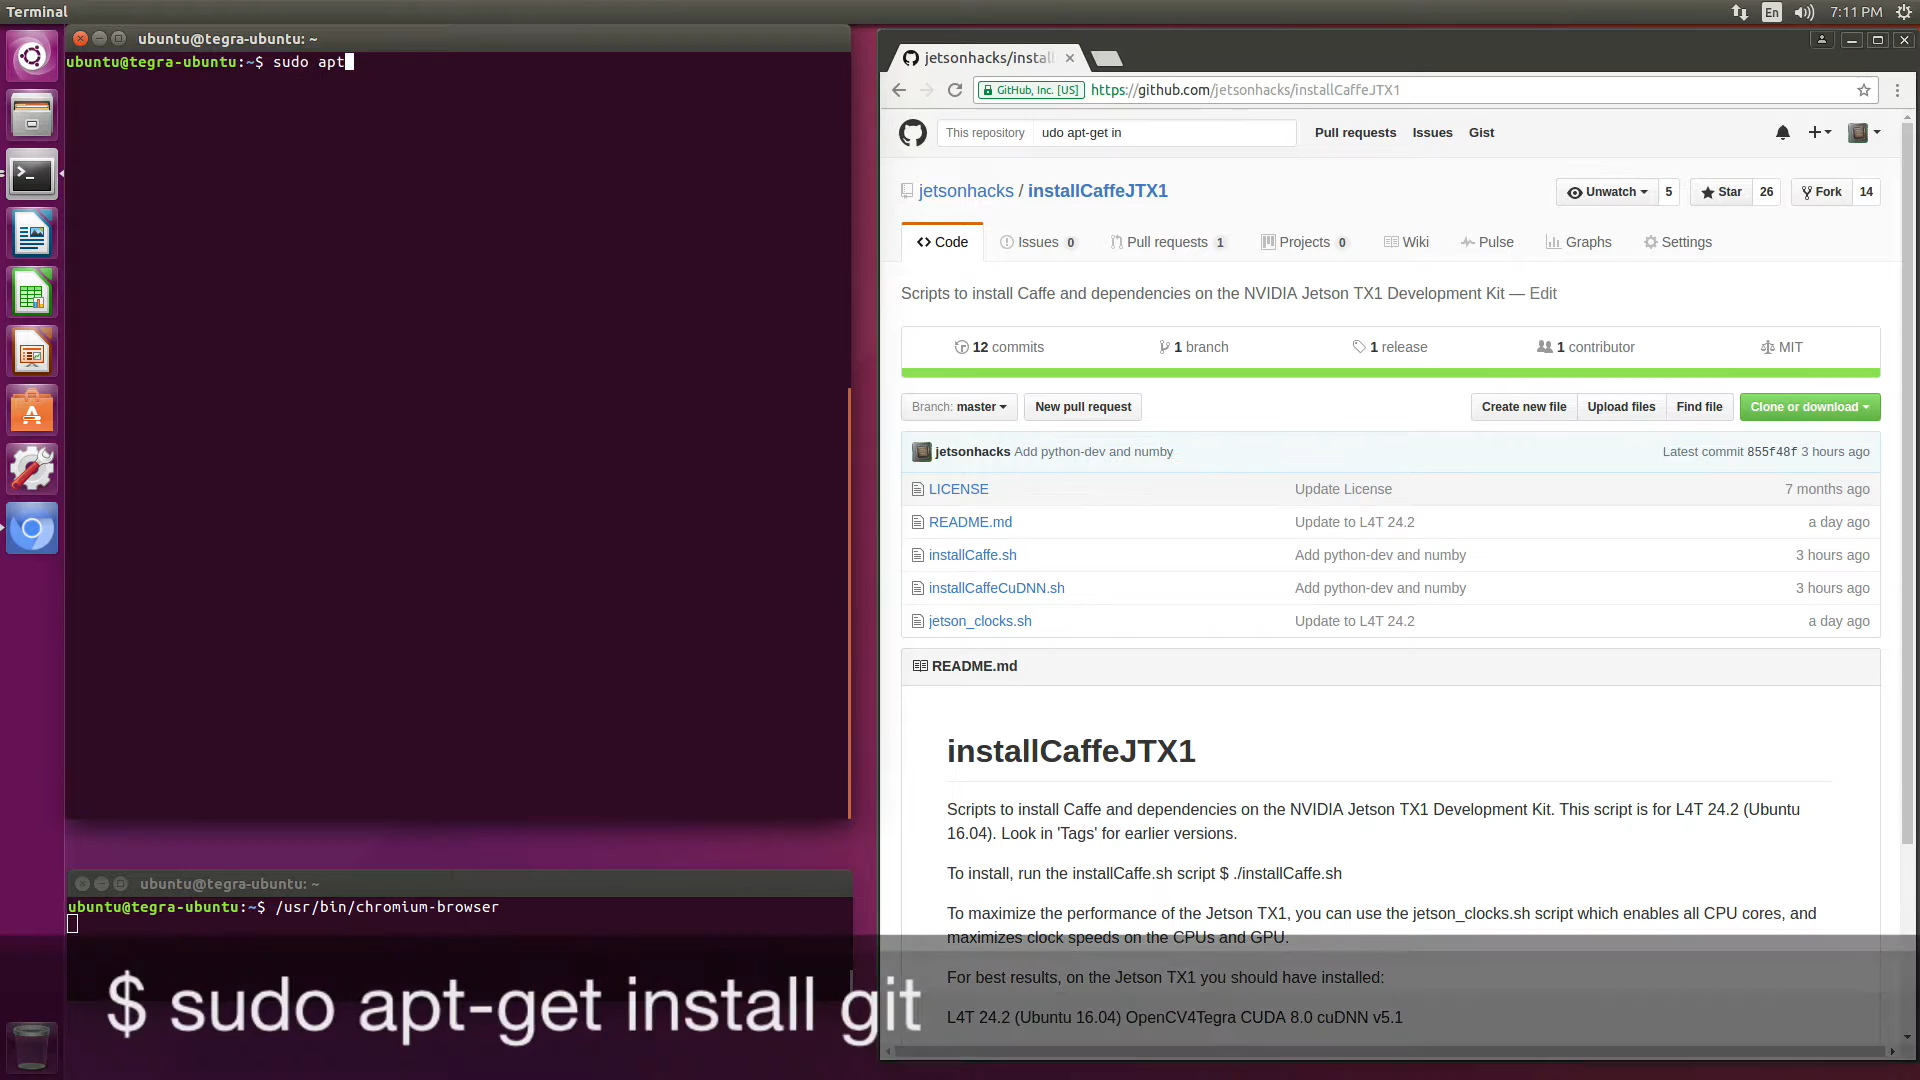 Terminal
En
7:11 PM
ubuntu@tegra-ubuntu: ~
ubuntu@tegra-ubuntu:~$ sudo apt
ubuntu@tegra-ubuntu: ~
ubuntu@tegra-ubuntu:~$ /usr/bin/chromium-browser
$ sudo apt-get install git
jetsonhacks/instal
GitHub, Inc. [US] https://github.com/jetsonhacks/installCaffeJTX1
This repository udo apt-get in Pull requests Issues Gist
jetsonhacks / installCaffeJTX1
Unwatch 5 Star 26 Fork 14
Code Issues 0 Pull requests 1 Projects 0 Wiki Pulse Graphs Settings
Scripts to install Caffe and dependencies on the NVIDIA Jetson TX1 Development Kit — Edit
12 commits 1 branch 1 release 1 contributor MIT
Branch: master New pull request Create new file Upload files Find file Clone or download
jetsonhacks Add python-dev and numby Latest commit 855f48f 3 hours ago
LICENSE Update License 7 months ago
README.md Update to L4T 24.2 a day ago
installCaffe.sh Add python-dev and numby 3 hours ago
installCaffeCuDNN.sh Add python-dev and numby 3 hours ago
jetson_clocks.sh Update to L4T 24.2 a day ago
README.md
installCaffeJTX1
Scripts to install Caffe and dependencies on the NVIDIA Jetson TX1 Development Kit. This script is for L4T 24.2 (Ubuntu
16.04). Look in 'Tags' for earlier versions.
To install, run the installCaffe.sh script $ ./installCaffe.sh
To maximize the performance of the Jetson TX1, you can use the jetson_clocks.sh script which enables all CPU cores, and
maximizes clock speeds on the CPUs and GPU.
For best results, on the Jetson TX1 you should have installed:
L4T 24.2 (Ubuntu 16.04) OpenCV4Tegra CUDA 8.0 cuDNN v5.1